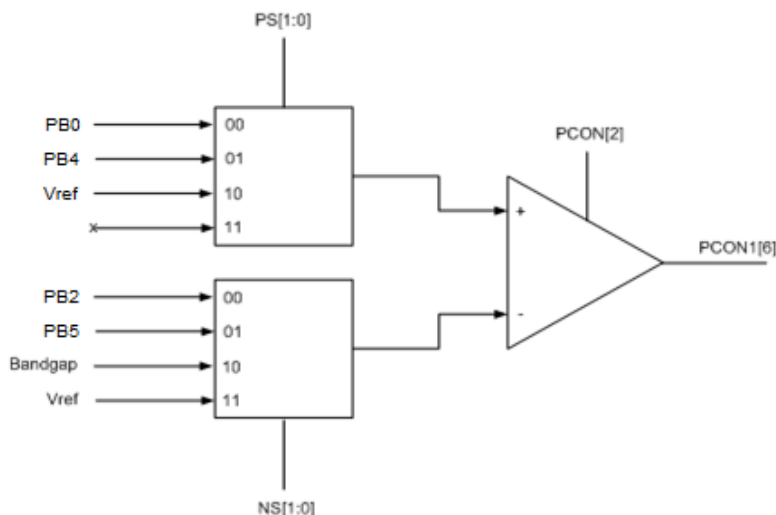 PS[1:0]
PB0
00
PB4
01
Vref
10
x
11
PCON[2]
+
PCON1[6]
-
PB2
00
PB5
01
Bandgap
10
Vref
11
NS[1:0]